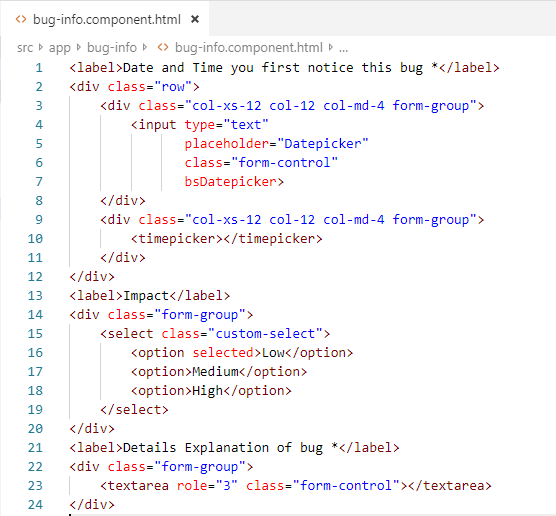 bug-info.component.html ×
src > app > bug-info > bug-info.component.html > ...
1 <label>Date and Time you first notice this bug *</label>
2 <div class="row">
3     <div class="col-xs-12 col-12 col-md-4 form-group">
4         <input type="text"
5                placeholder="Datepicker"
6                class="form-control"
7                bsDatepicker>
8     </div>
9     <div class="col-xs-12 col-12 col-md-4 form-group">
10         <timepicker></timepicker>
11     </div>
12 </div>
13 <label>Impact</label>
14 <div class="form-group">
15     <select class="custom-select">
16         <option selected>Low</option>
17         <option>Medium</option>
18         <option>High</option>
19     </select>
20 </div>
21 <label>Details Explanation of bug *</label>
22 <div class="form-group">
23     <textarea role="3" class="form-control"></textarea>
24 </div>